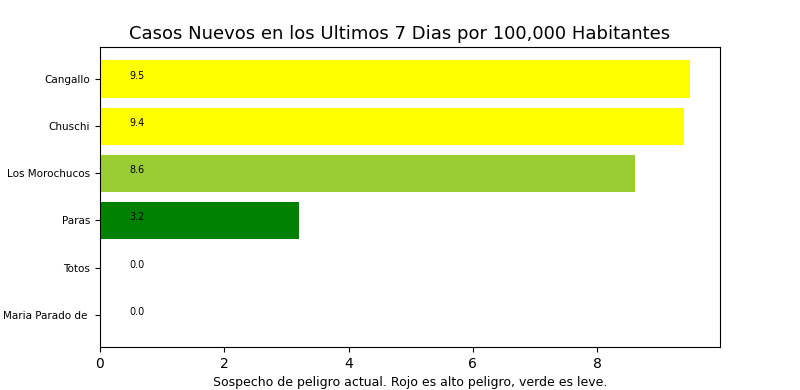 Casos Nuevos en los Ultimos 7 Dias por 100,000 Habitantes
Cangallo 9.5
Chuschi 9.4
Los Morochucos 8.6
Paras 3.2
Totos 0.0
Maria Parado de 0.0
0 2 4 6 8
Sospecho de peligro actual. Rojo es alto peligro, verde es leve.